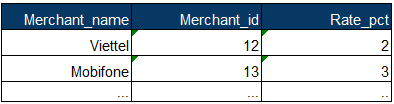 Merchant_name Merchant_id Rate_pct
Viettel 12 2
Mobifone 13 3
... ... ..